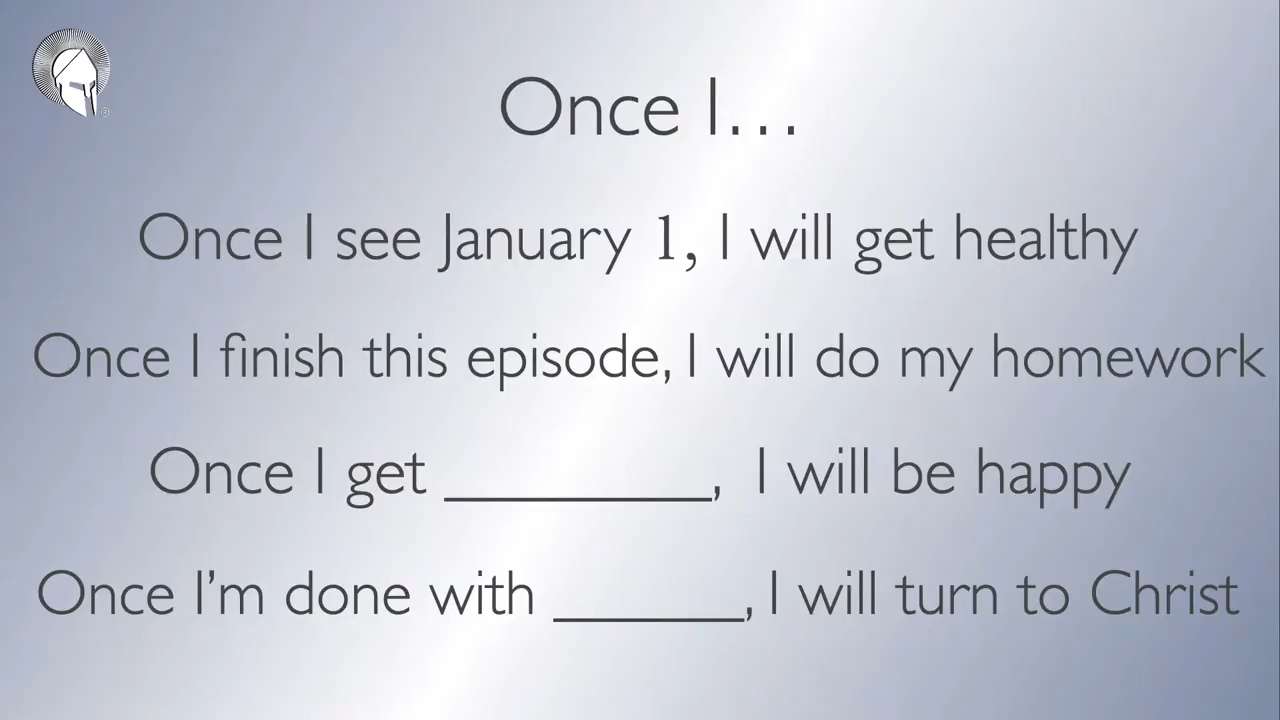 Once I...
Once I see January 1, I will get healthy
Once I finish this episode, I will do my homework
Once I get ________, I will be happy
Once I’m done with ______, I will turn to Christ